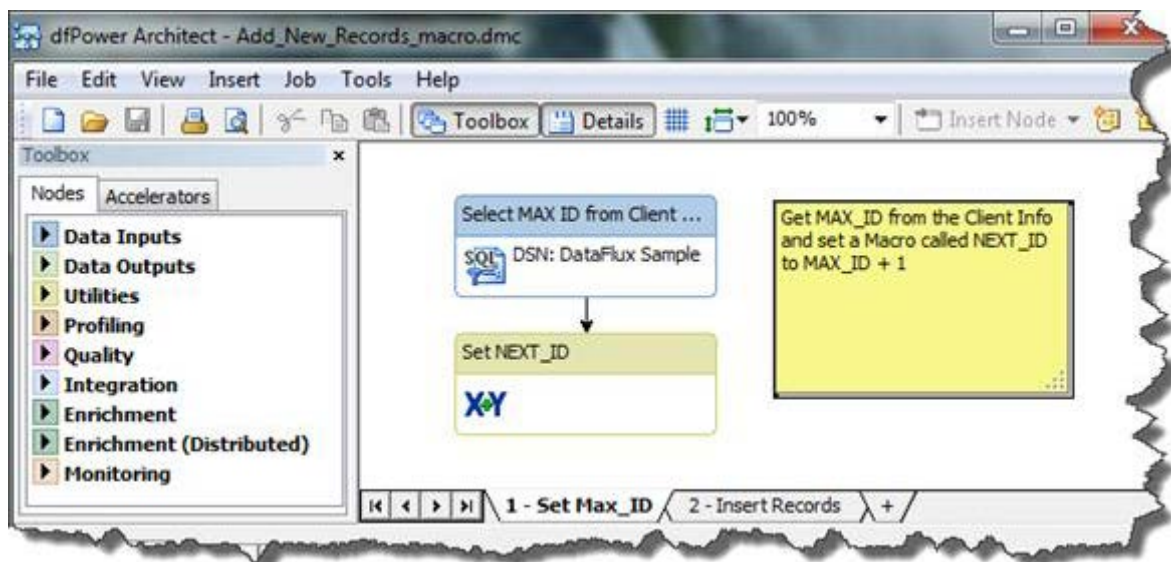 dfPower Architect - Add_New_Records_macro.dmc
File Edit View Insert Job Tools Help
Toolbox Details 100% Insert Node
Toolbox
Nodes Accelerators
Data Inputs
Data Outputs
Utilities
Profiling
Quality
Integration
Enrichment
Enrichment (Distributed)
Monitoring
Select MAX ID from Client ...
SQL DSN: DataFlux Sample
Set NEXT_ID
X+Y
Get MAX_ID from the Client Info
and set a Macro called NEXT_ID
to MAX_ID + 1
1 - Set Max_ID 2 - Insert Records +